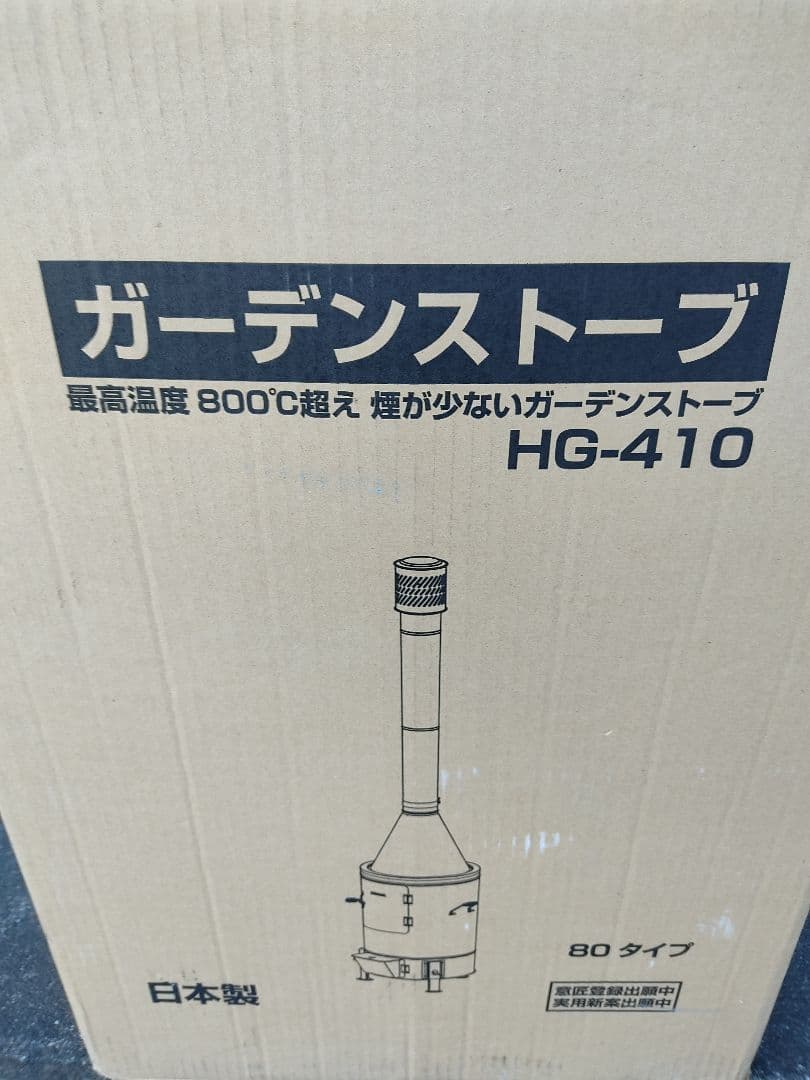 ガーデンストーブ
最高温度 800℃超え 煙が少ないガーデンストーブ
HG-410
80 タイプ
日本製
意匠登録出願中
実用新案出願中